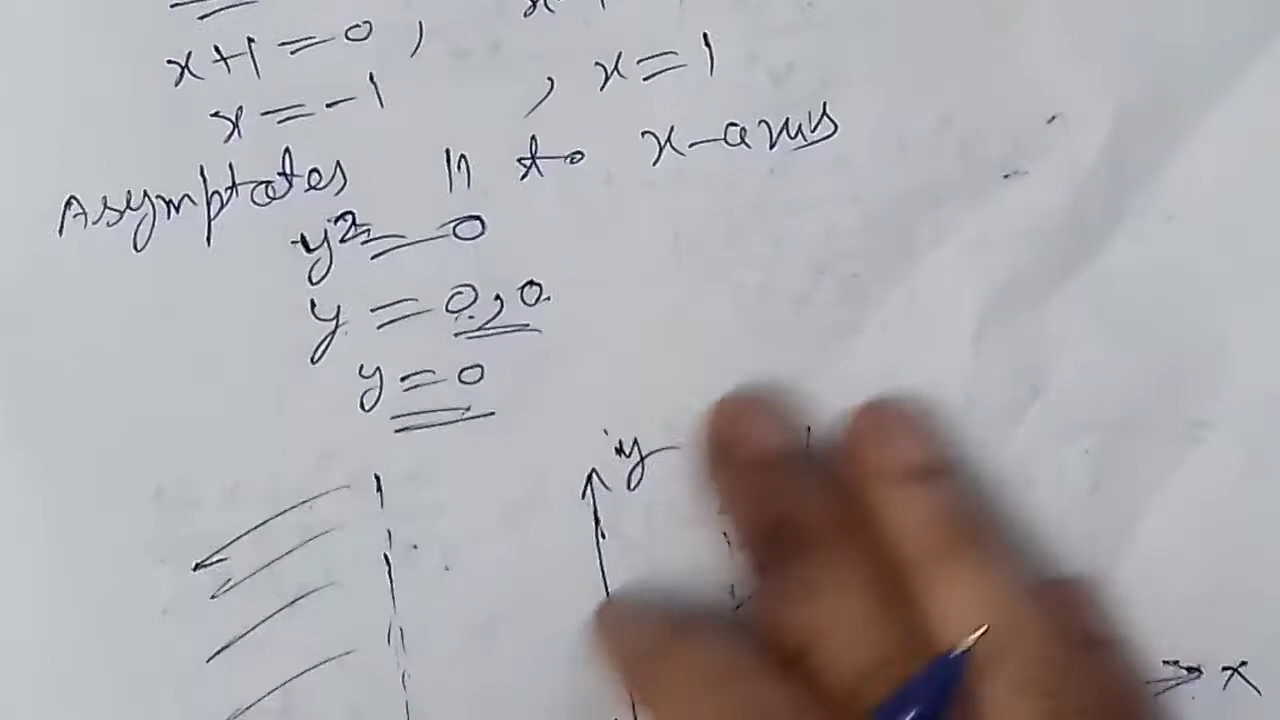 x+1=0,
x=-1 , x=1
Asymptotes || to x-axis
y²=0
y=0,0
y=0
y
x